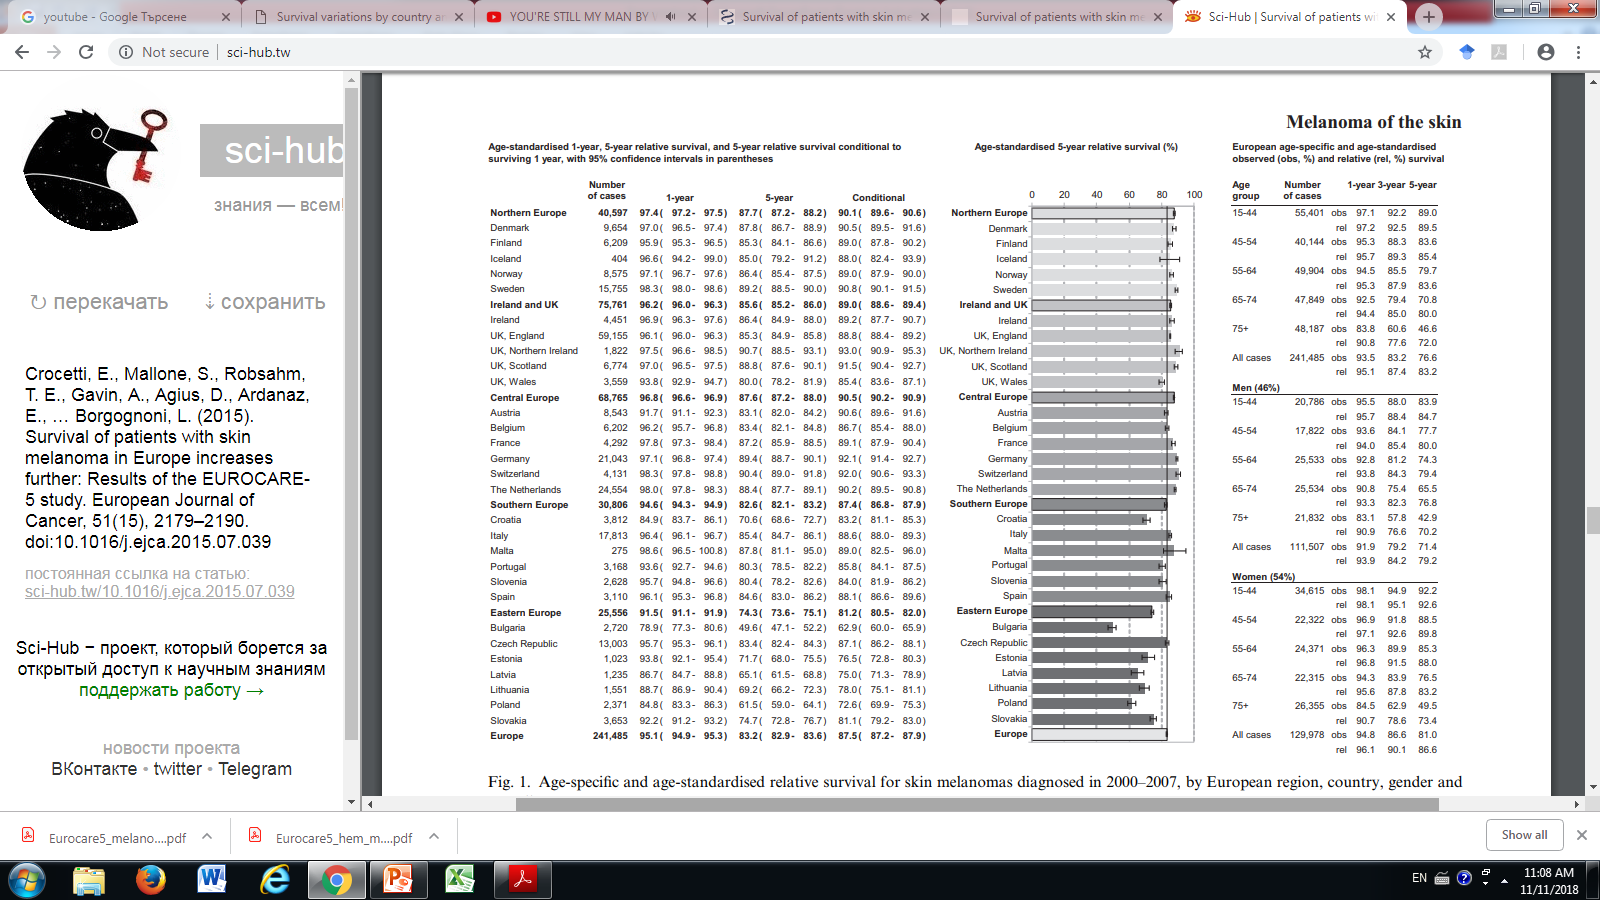 youtube - Google Търсене
Survival variations by country ar
YOU'RE STILL MY MAN BY
Survival of patients with skin me
Survival of patients with skin me
Sci-Hub | Survival of patients wi
Not secure | sci-hub.tw
sci-hub
знания — всем!
↻ перекачать
⇣ сохранить
Crocetti, E., Mallone, S., Robsahm,
T. E., Gavin, A., Agius, D., Ardanaz,
E., … Borgognoni, L. (2015).
Survival of patients with skin
melanoma in Europe increases
further: Results of the EUROCARE-
5 study. European Journal of
Cancer, 51(15), 2179–2190.
doi:10.1016/j.ejca.2015.07.039
постоянная ссылка на статью:
sci-hub.tw/10.1016/j.ejca.2015.07.039
Sci-Hub − проект, который борется за
открытый доступ к научным знаниям
поддержать работу →
новости проекта
ВКонтакте • twitter • Telegram
Melanoma of the skin
Age-standardised 1-year, 5-year relative survival, and 5-year relative survival conditional to
surviving 1 year, with 95% confidence intervals in parentheses
Number
of cases 1-year 5-year Conditional
Northern Europe 40,597 97.4 ( 97.2 - 97.5) 87.7 ( 87.2 - 88.2) 90.1 ( 89.6 - 90.6)
Denmark 9,654 97.0 ( 96.5 - 97.4) 87.8 ( 86.7 - 88.9) 90.5 ( 89.5 - 91.6)
Finland 6,209 95.9 ( 95.3 - 96.5) 85.3 ( 84.1 - 86.6) 89.0 ( 87.8 - 90.2)
Iceland 404 96.6 ( 94.2 - 99.0) 85.0 ( 79.2 - 91.2) 88.0 ( 82.4 - 93.9)
Norway 8,575 97.1 ( 96.7 - 97.6) 86.4 ( 85.4 - 87.5) 89.0 ( 87.9 - 90.0)
Sweden 15,755 98.3 ( 98.0 - 98.6) 89.2 ( 88.5 - 90.0) 90.8 ( 90.1 - 91.5)
Ireland and UK 75,761 96.2 ( 96.0 - 96.3) 85.6 ( 85.2 - 86.0) 89.0 ( 88.6 - 89.4)
Ireland 4,451 96.9 ( 96.3 - 97.6) 86.4 ( 84.9 - 88.0) 89.2 ( 87.7 - 90.7)
UK, England 59,155 96.1 ( 96.0 - 96.3) 85.3 ( 84.9 - 85.8) 88.8 ( 88.4 - 89.2)
UK, Northern Ireland 1,822 97.5 ( 96.6 - 98.5) 90.7 ( 88.5 - 93.1) 93.0 ( 90.9 - 95.3)
UK, Scotland 6,774 97.0 ( 96.5 - 97.5) 88.8 ( 87.6 - 90.1) 91.5 ( 90.4 - 92.7)
UK, Wales 3,559 93.8 ( 92.9 - 94.7) 80.0 ( 78.2 - 81.9) 85.4 ( 83.6 - 87.1)
Central Europe 68,765 96.8 ( 96.6 - 96.9) 87.6 ( 87.2 - 88.0) 90.5 ( 90.2 - 90.9)
Austria 8,543 91.7 ( 91.1 - 92.3) 83.1 ( 82.0 - 84.2) 90.6 ( 89.6 - 91.6)
Belgium 6,202 96.2 ( 95.7 - 96.8) 83.4 ( 82.1 - 84.8) 86.7 ( 85.4 - 88.0)
France 4,292 97.8 ( 97.3 - 98.4) 87.2 ( 85.9 - 88.5) 89.1 ( 87.9 - 90.4)
Germany 21,043 97.1 ( 96.8 - 97.4) 89.4 ( 88.7 - 90.1) 92.1 ( 91.4 - 92.7)
Switzerland 4,131 98.3 ( 97.8 - 98.8) 90.4 ( 89.0 - 91.8) 92.0 ( 90.6 - 93.3)
The Netherlands 24,554 98.0 ( 97.8 - 98.3) 88.4 ( 87.7 - 89.1) 90.2 ( 89.5 - 90.8)
Southern Europe 30,806 94.6 ( 94.3 - 94.9) 82.6 ( 82.1 - 83.2) 87.4 ( 86.8 - 87.9)
Croatia 3,812 84.9 ( 83.7 - 86.1) 70.6 ( 68.6 - 72.7) 83.2 ( 81.1 - 85.3)
Italy 17,813 96.4 ( 96.1 - 96.7) 85.4 ( 84.7 - 86.1) 88.6 ( 88.0 - 89.3)
Malta 275 98.6 ( 96.5 - 100.8) 87.8 ( 81.1 - 95.0) 89.0 ( 82.5 - 96.0)
Portugal 3,168 93.6 ( 92.7 - 94.6) 80.3 ( 78.5 - 82.2) 85.8 ( 84.1 - 87.5)
Slovenia 2,628 95.7 ( 94.8 - 96.6) 80.4 ( 78.2 - 82.6) 84.0 ( 81.9 - 86.2)
Spain 3,110 96.1 ( 95.3 - 96.8) 84.6 ( 83.0 - 86.2) 88.1 ( 86.6 - 89.6)
Eastern Europe 25,556 91.5 ( 91.1 - 91.9) 74.3 ( 73.6 - 75.1) 81.2 ( 80.5 - 82.0)
Bulgaria 2,720 78.9 ( 77.3 - 80.6) 49.6 ( 47.1 - 52.2) 62.9 ( 60.0 - 65.9)
Czech Republic 13,003 95.7 ( 95.3 - 96.1) 83.4 ( 82.4 - 84.3) 87.1 ( 86.2 - 88.1)
Estonia 1,023 93.8 ( 92.1 - 95.4) 71.7 ( 68.0 - 75.5) 76.5 ( 72.8 - 80.3)
Latvia 1,235 86.7 ( 84.7 - 88.8) 65.1 ( 61.5 - 68.8) 75.0 ( 71.3 - 78.9)
Lithuania 1,551 88.7 ( 86.9 - 90.4) 69.2 ( 66.2 - 72.3) 78.0 ( 75.1 - 81.1)
Poland 2,371 84.8 ( 83.3 - 86.3) 61.5 ( 59.0 - 64.1) 72.6 ( 69.9 - 75.3)
Slovakia 3,653 92.2 ( 91.2 - 93.2) 74.7 ( 72.8 - 76.7) 81.1 ( 79.2 - 83.0)
Europe 241,485 95.1 ( 94.9 - 95.3) 83.2 ( 82.9 - 83.6) 87.5 ( 87.2 - 87.9)
Age-standardised 5-year relative survival (%)
0 20 40 60 80 100
Northern Europe
Denmark
Finland
Iceland
Norway
Sweden
Ireland and UK
Ireland
UK, England
UK, Northern Ireland
UK, Scotland
UK, Wales
Central Europe
Austria
Belgium
France
Germany
Switzerland
The Netherlands
Southern Europe
Croatia
Italy
Malta
Portugal
Slovenia
Spain
Eastern Europe
Bulgaria
Czech Republic
Estonia
Latvia
Lithuania
Poland
Slovakia
Europe
European age-specific and age-standardised
observed (obs, %) and relative (rel, %) survival
Age Number 1-year 3-year 5-year
group of cases
15-44 55,401 obs 97.1 92.2 89.0
rel 97.2 92.5 89.5
45-54 40,144 obs 95.3 88.3 83.6
rel 95.7 89.3 85.4
55-64 49,904 obs 94.5 85.5 79.7
rel 95.3 87.9 83.6
65-74 47,849 obs 92.5 79.4 70.8
rel 94.4 85.0 80.0
75+ 48,187 obs 83.8 60.6 46.6
rel 90.8 77.6 72.0
All cases 241,485 obs 93.5 83.2 76.6
rel 95.1 87.4 83.2
Men (46%)
15-44 20,786 obs 95.5 88.0 83.9
rel 95.7 88.4 84.7
45-54 17,822 obs 93.6 84.1 77.7
rel 94.0 85.4 80.0
55-64 25,533 obs 92.8 81.2 74.3
rel 93.8 84.3 79.4
65-74 25,534 obs 90.8 75.4 65.5
rel 93.3 82.3 76.8
75+ 21,832 obs 83.1 57.8 42.9
rel 90.9 76.6 70.2
All cases 111,507 obs 91.9 79.2 71.4
rel 93.9 84.2 79.2
Women (54%)
15-44 34,615 obs 98.1 94.9 92.2
rel 98.1 95.1 92.6
45-54 22,322 obs 96.9 91.8 88.5
rel 97.1 92.6 89.8
55-64 24,371 obs 96.3 89.9 85.3
rel 96.8 91.5 88.0
65-74 22,315 obs 94.3 83.9 76.5
rel 95.6 87.8 83.2
75+ 26,355 obs 84.5 62.9 49.5
rel 90.7 78.6 73.4
All cases 129,978 obs 94.8 86.6 81.0
rel 96.1 90.1 86.6
Fig. 1. Age-specific and age-standardised relative survival for skin melanomas diagnosed in 2000–2007, by European region, country, gender and
Eurocare5_melano....pdf
Eurocare5_hem_m....pdf
Show all
EN
11:08 AM
11/11/2018